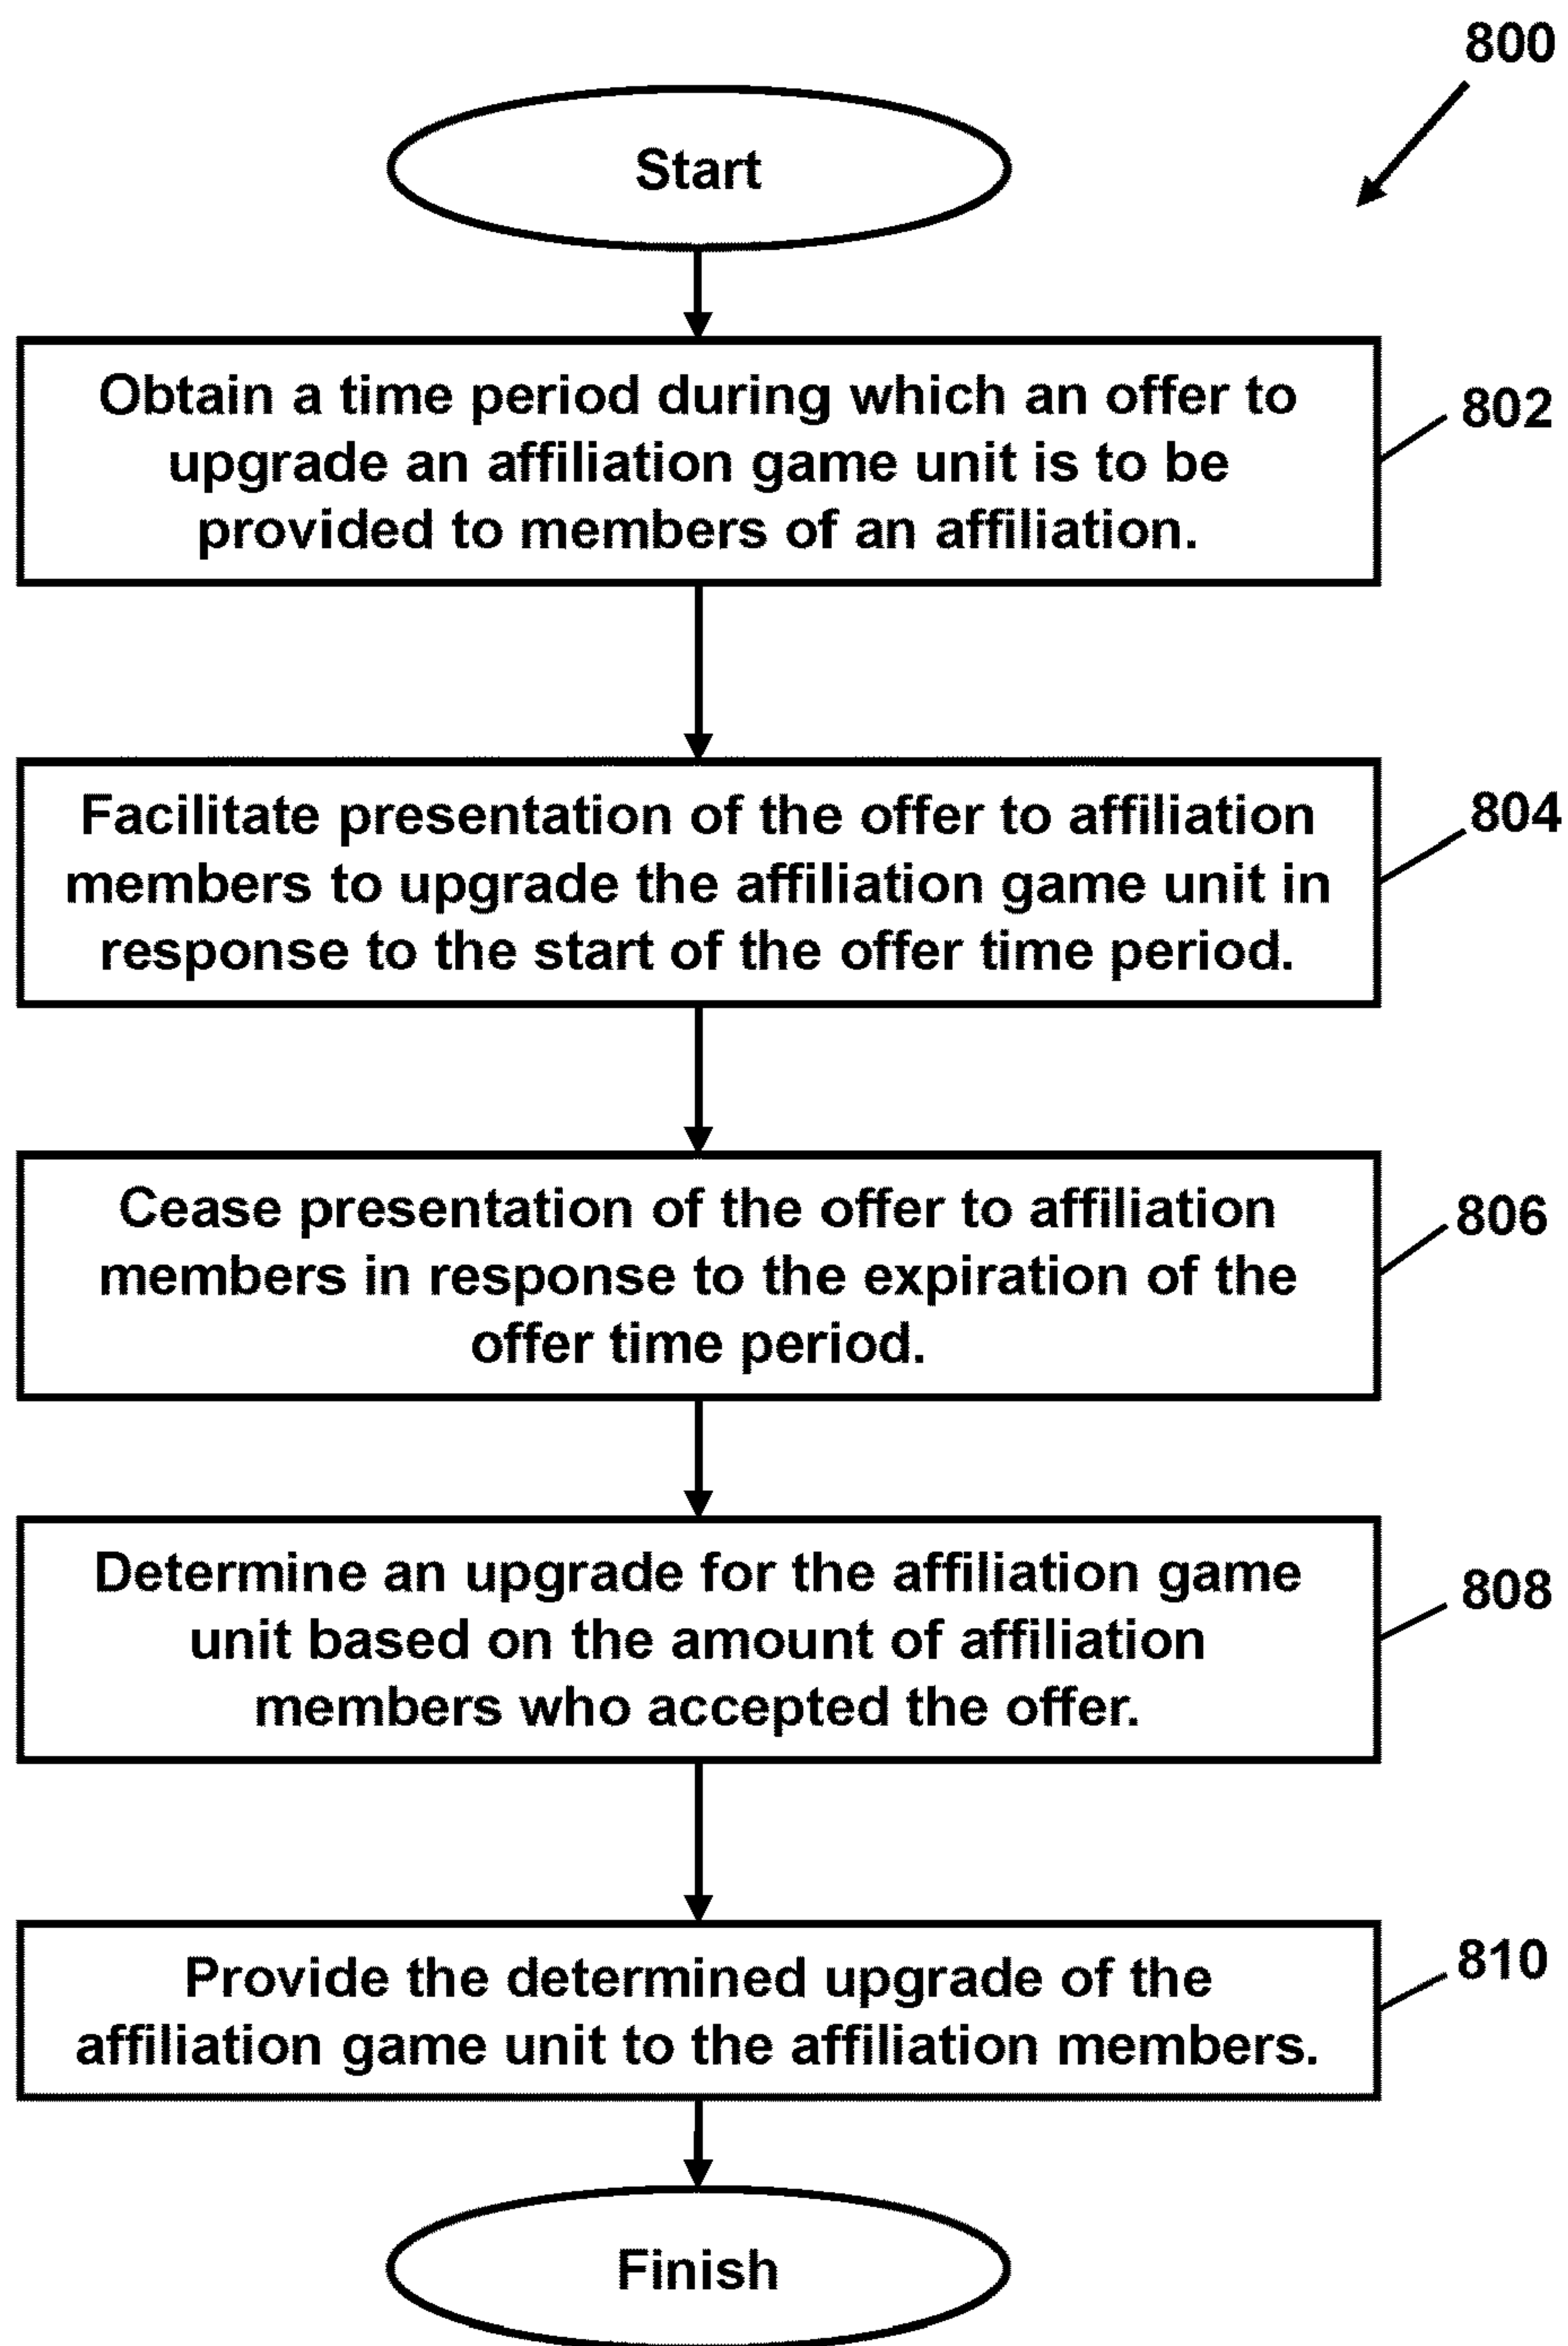 800
Start
Obtain a time period during which an offer to
upgrade an affiliation game unit is to be
provided to members of an affiliation.
802
Facilitate presentation of the offer to affiliation
members to upgrade the affiliation game unit in
response to the start of the offer time period.
804
Cease presentation of the offer to affiliation
members in response to the expiration of the
offer time period.
806
Determine an upgrade for the affiliation game
unit based on the amount of affiliation
members who accepted the offer.
808
Provide the determined upgrade of the
affiliation game unit to the affiliation members.
810
Finish